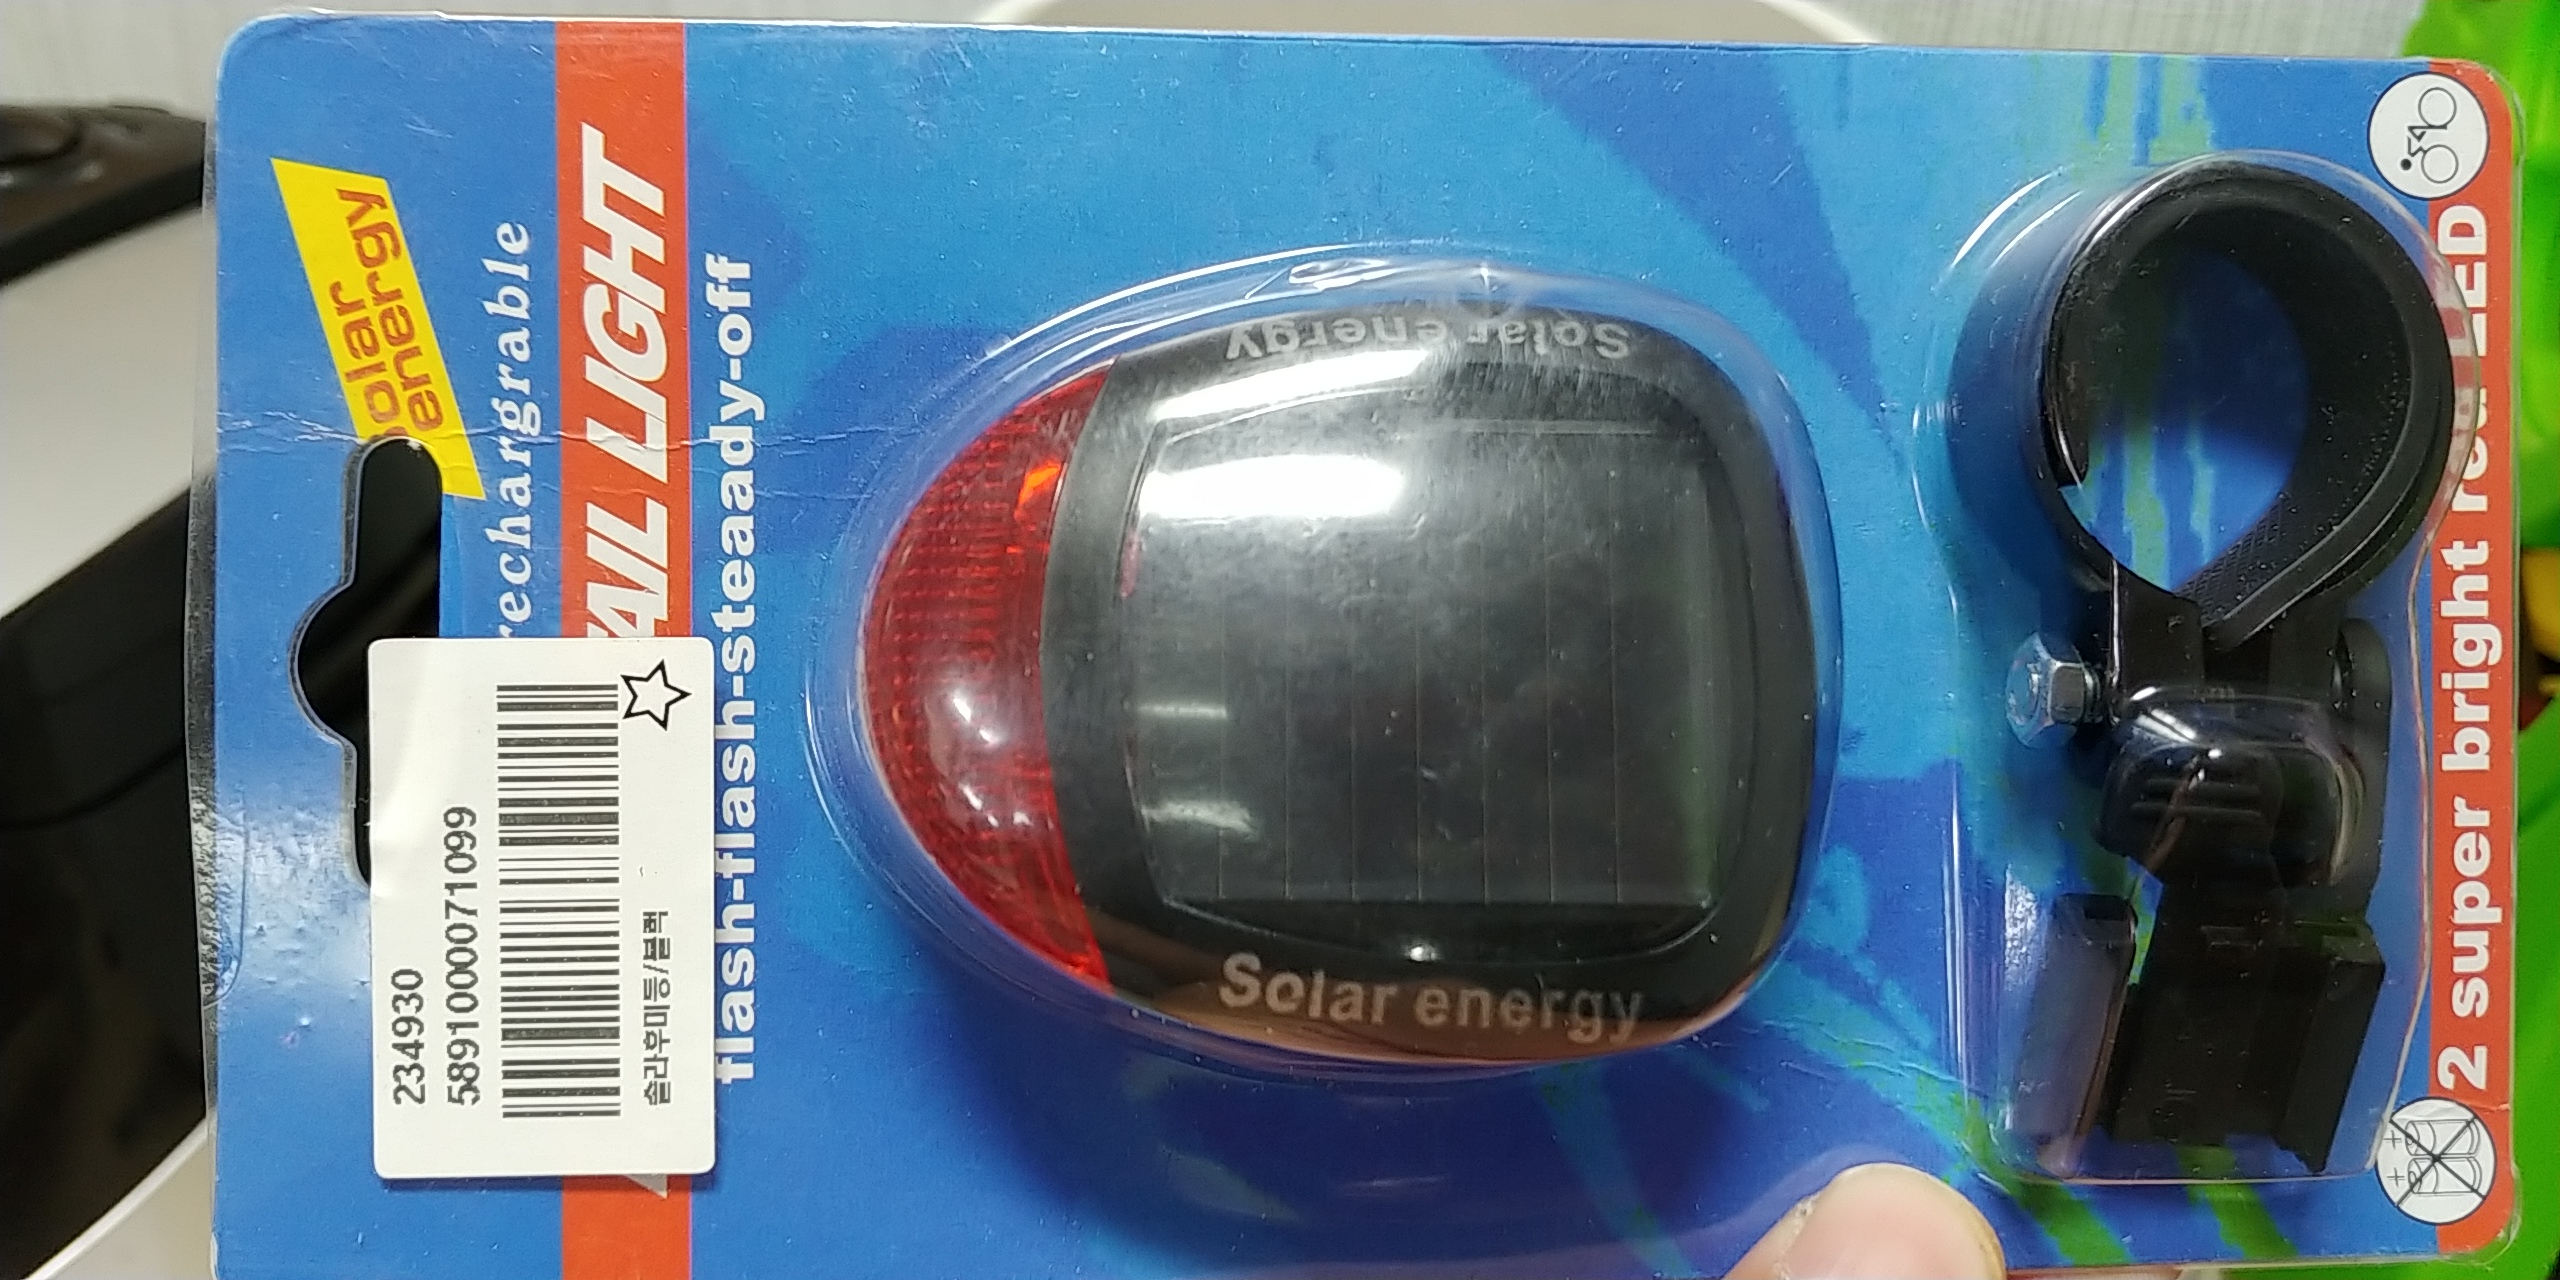 solar
energy
rechargrable
AIL LIGHT
flash-flash-steaady-off
234930
5891000071099
솔라후미등/블랙
Solar energy
Solar energy
2 super bright red LED